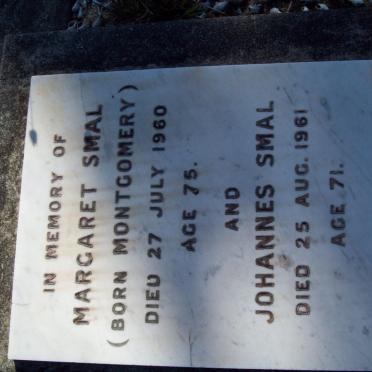 IN MEMORY OF
MARGARET SMAL
(BORN MONTGOMERY)
DIED 27 JULY 1960
AGE 75.
AND
JOHANNES SMAL
DIED 25 AUG. 1961
AGE 71.